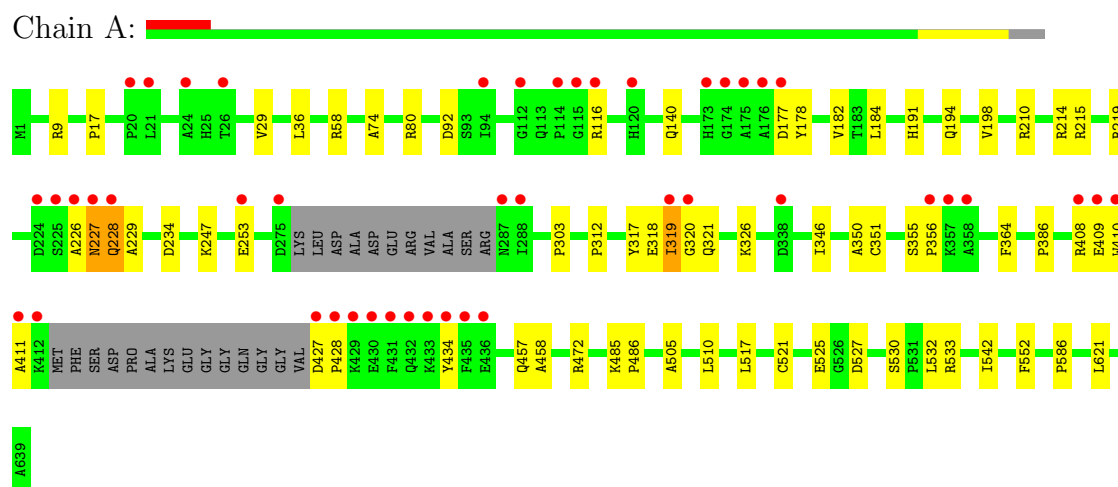 Chain A:
M1 R9 P17 P20 L21 A24 H25 T26 V29 L36 R58 A74 R80 D92 S93 I94 G112 Q113 P114 G115 R116 H120 Q140 H173 G174 A175 A176 D177 Y178 V182 T183 L184 H191 Q194 V198 R210 R214 R215
D224 S225 A226 N227 Q228 A229 D234 K247 E253 D275 LYS LEU ASP ALA ASP GLU ARG VAL ALA SER ARG N287 I288 P303 P312 Y317 E318 I319 G320 Q321 K326 D338 I346 A350 C351 S355 P356 K357 A358 F364 P386 R408 E409
A411 K412 MET PHE SER ASP PRO ALA LYS GLU GLY GLY GLN GLY GLY VAL D427 P428 K429 E430 F431 Q432 K433 Y434 F435 E436 Q457 A458 R472 K485 P486 A505 L510 L517 C521 E525 G526 D527 S530 P531 L532 R533 I542 F552 P586 L621
A639